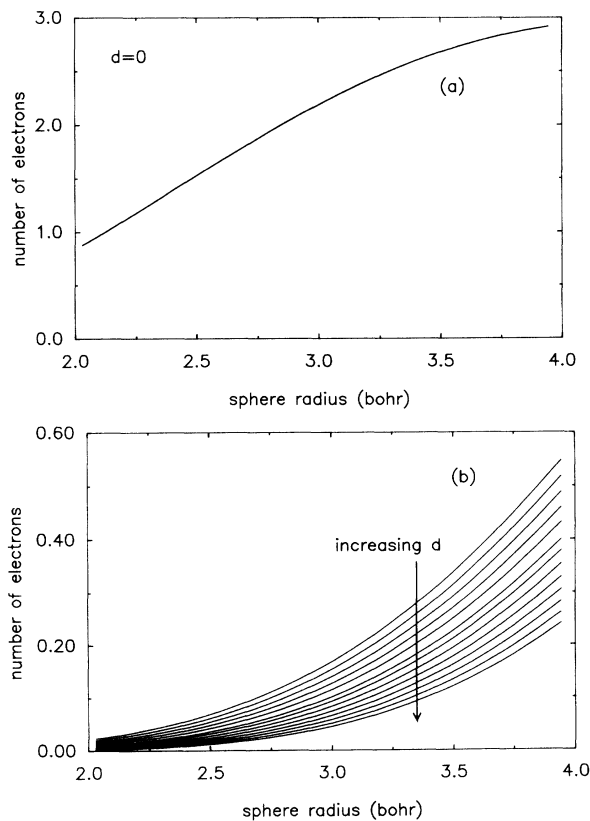 3.0
d=0
(a)
2.0
1.0
0.0
number of electrons
2.0 2.5 3.0 3.5 4.0
sphere radius (bohr)
0.60
(b)
0.40
increasing d
0.20
0.00
number of electrons
2.0 2.5 3.0 3.5 4.0
sphere radius (bohr)